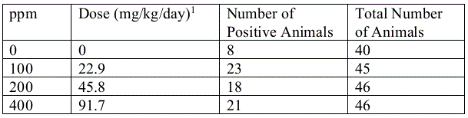 ppm Dose (mg/kg/day)¹ Number of Positive Animals Total Number of Animals
0 0 8 40
100 22.9 23 45
200 45.8 18 46
400 91.7 21 46